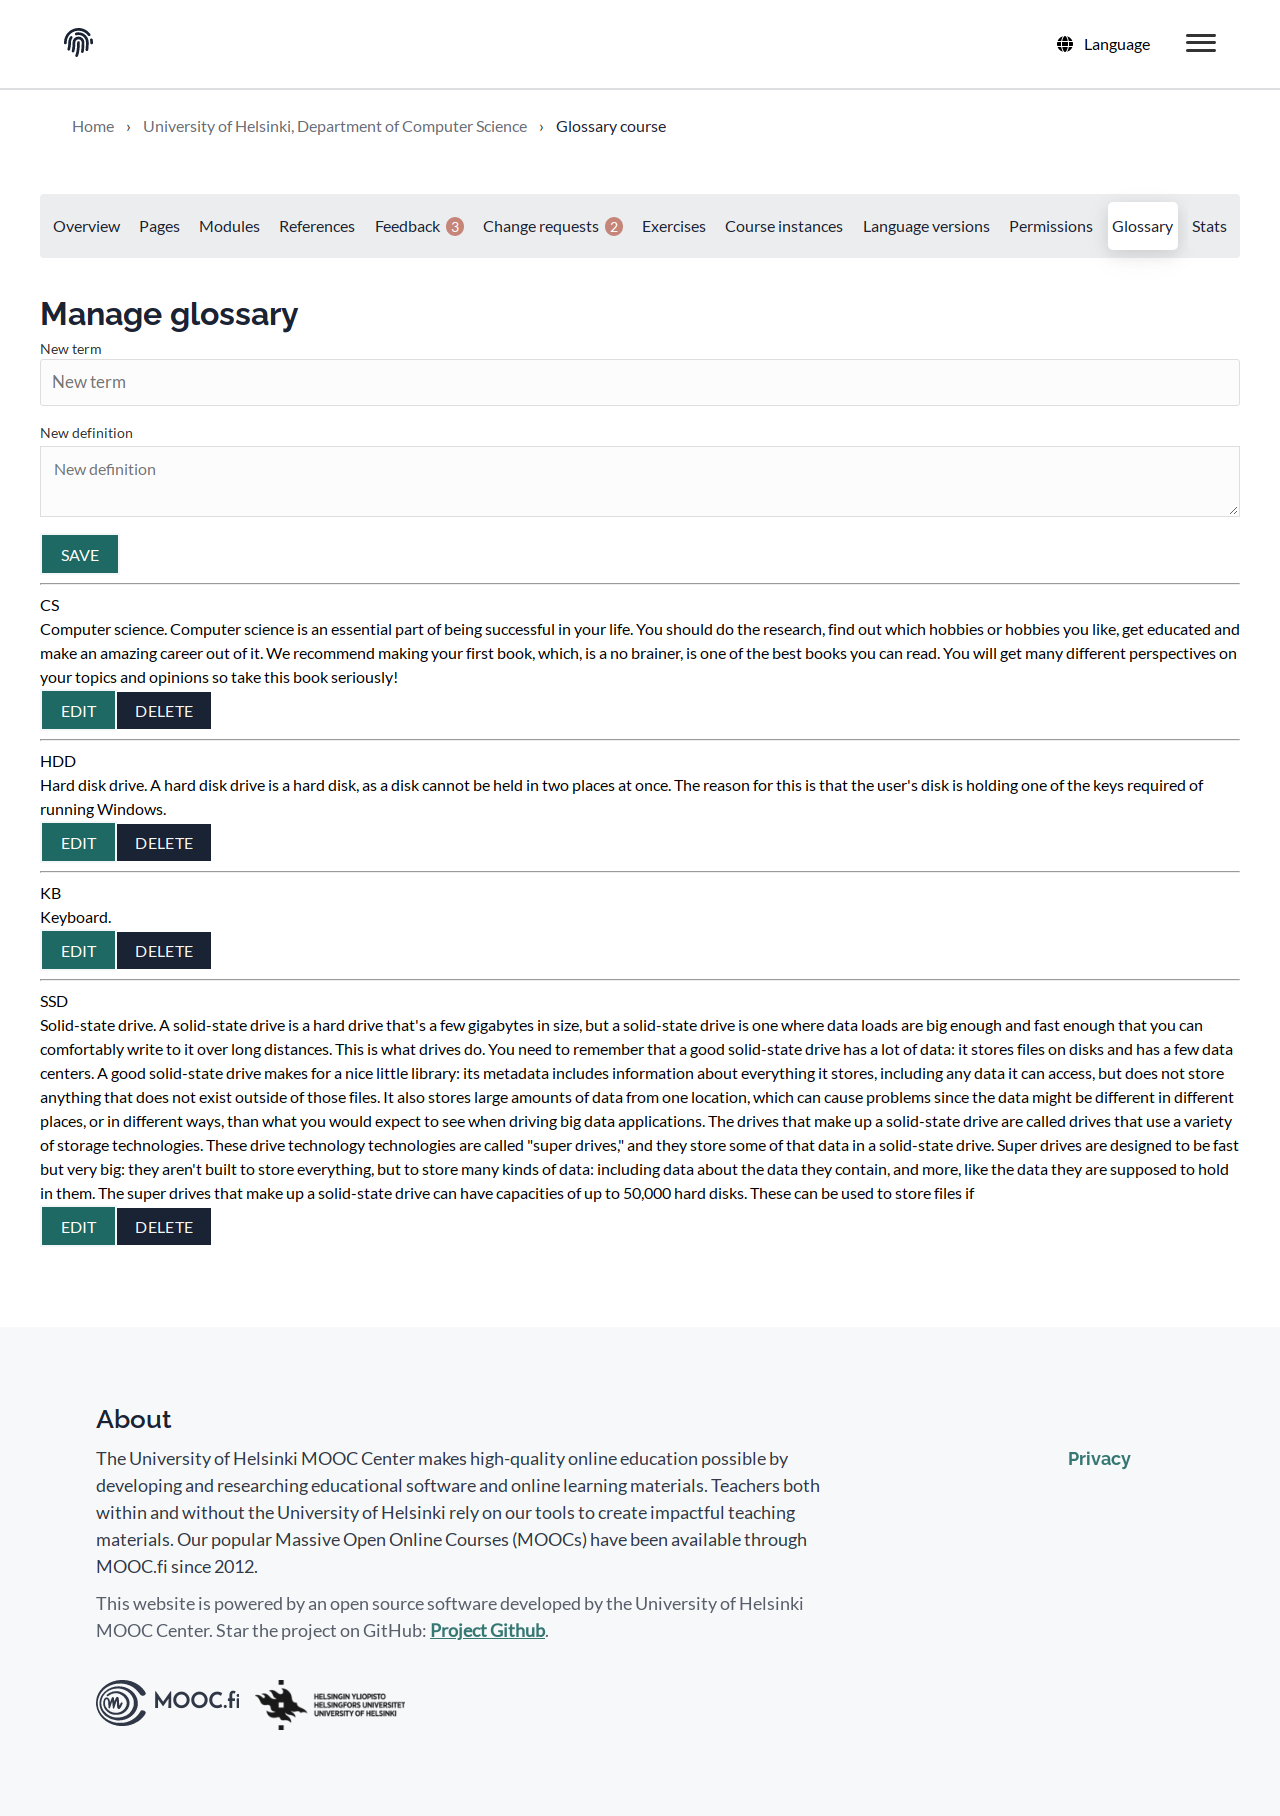 Language
Home › University of Helsinki, Department of Computer Science › Glossary course
Overview Pages Modules References Feedback 3 Change requests 2 Exercises Course instances Language versions Permissions Glossary Stats
Manage glossary
New term
New term
New definition
New definition
SAVE
CS
Computer science. Computer science is an essential part of being successful in your life. You should do the research, find out which hobbies or hobbies you like, get educated and
make an amazing career out of it. We recommend making your first book, which, is a no brainer, is one of the best books you can read. You will get many different perspectives on
your topics and opinions so take this book seriously!
EDIT DELETE
HDD
Hard disk drive. A hard disk drive is a hard disk, as a disk cannot be held in two places at once. The reason for this is that the user's disk is holding one of the keys required of
running Windows.
EDIT DELETE
KB
Keyboard.
EDIT DELETE
SSD
Solid-state drive. A solid-state drive is a hard drive that's a few gigabytes in size, but a solid-state drive is one where data loads are big enough and fast enough that you can
comfortably write to it over long distances. This is what drives do. You need to remember that a good solid-state drive has a lot of data: it stores files on disks and has a few data
centers. A good solid-state drive makes for a nice little library: its metadata includes information about everything it stores, including any data it can access, but does not store
anything that does not exist outside of those files. It also stores large amounts of data from one location, which can cause problems since the data might be different in different
places, or in different ways, than what you would expect to see when driving big data applications. The drives that make up a solid-state drive are called drives that use a variety
of storage technologies. These drive technology technologies are called "super drives," and they store some of that data in a solid-state drive. Super drives are designed to be fast
but very big: they aren't built to store everything, but to store many kinds of data: including data about the data they contain, and more, like the data they are supposed to hold
in them. The super drives that make up a solid-state drive can have capacities of up to 50,000 hard disks. These can be used to store files if
EDIT DELETE
About
The University of Helsinki MOOC Center makes high-quality online education possible by
developing and researching educational software and online learning materials. Teachers both
within and without the University of Helsinki rely on our tools to create impactful teaching
materials. Our popular Massive Open Online Courses (MOOCs) have been available through
MOOC.fi since 2012.
Privacy
This website is powered by an open source software developed by the University of Helsinki
MOOC Center. Star the project on GitHub: Project Github.
MOOC.fi
HELSINGIN YLIOPISTO
HELSINGFORS UNIVERSITET
UNIVERSITY OF HELSINKI